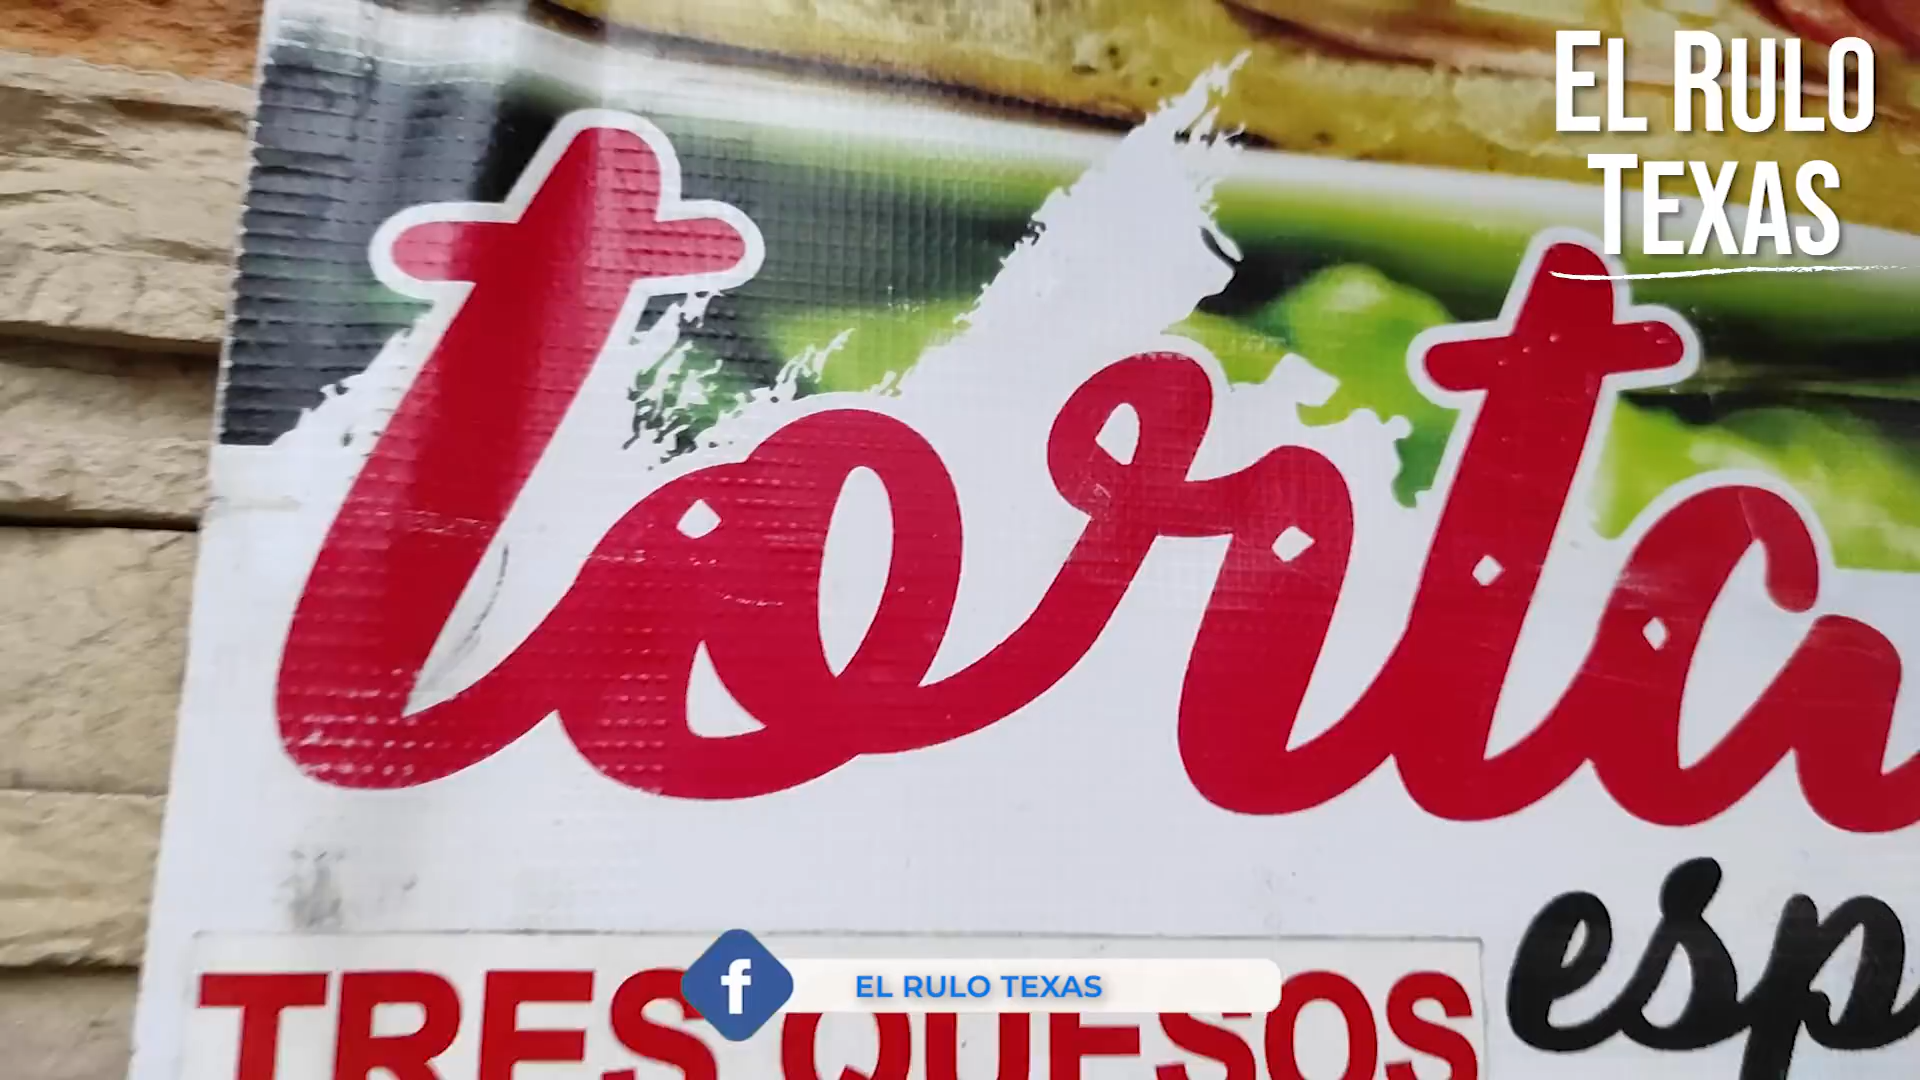 EL RULO
TEXAS
torta
esp
TRES QUESOS
f EL RULO TEXAS